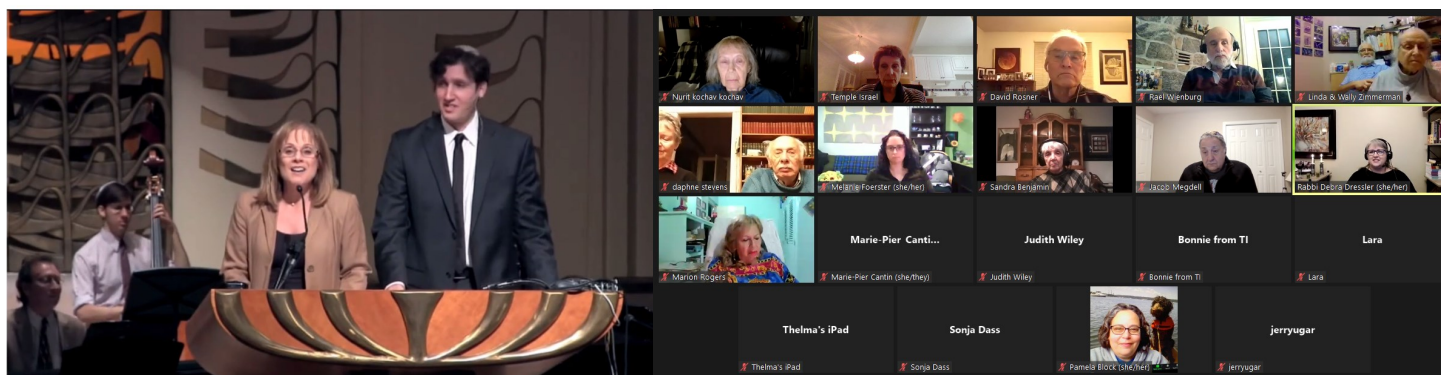 Nurit kochav kochav
Temple Israel
David Rosner
Rael Wienburg
Linda & Wally Zimmerman
daphne stevens
Melanie Foerster (she/her)
Sandra Benjamin
Jacob Megdell
Rabbi Debra Dressler (she/her)
Marion Rogers
Marie-Pier Canti...
Marie-Pier Cantin (she/they)
Judith Wiley
Judith Wiley
Bonnie from TI
Bonnie from TI
Lara
Lara
Thelma's iPad
Thelma's iPad
Sonja Dass
Sonja Dass
Pamela Block (she/her)
jerryugar
jerryugar